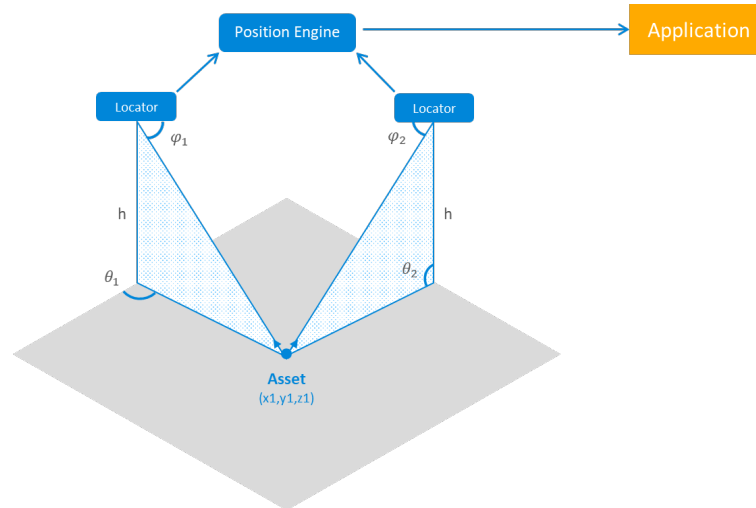 Position Engine
Application
Locator
Locator
φ₁
φ₂
h
h
θ₁
θ₂
Asset
(x1,y1,z1)